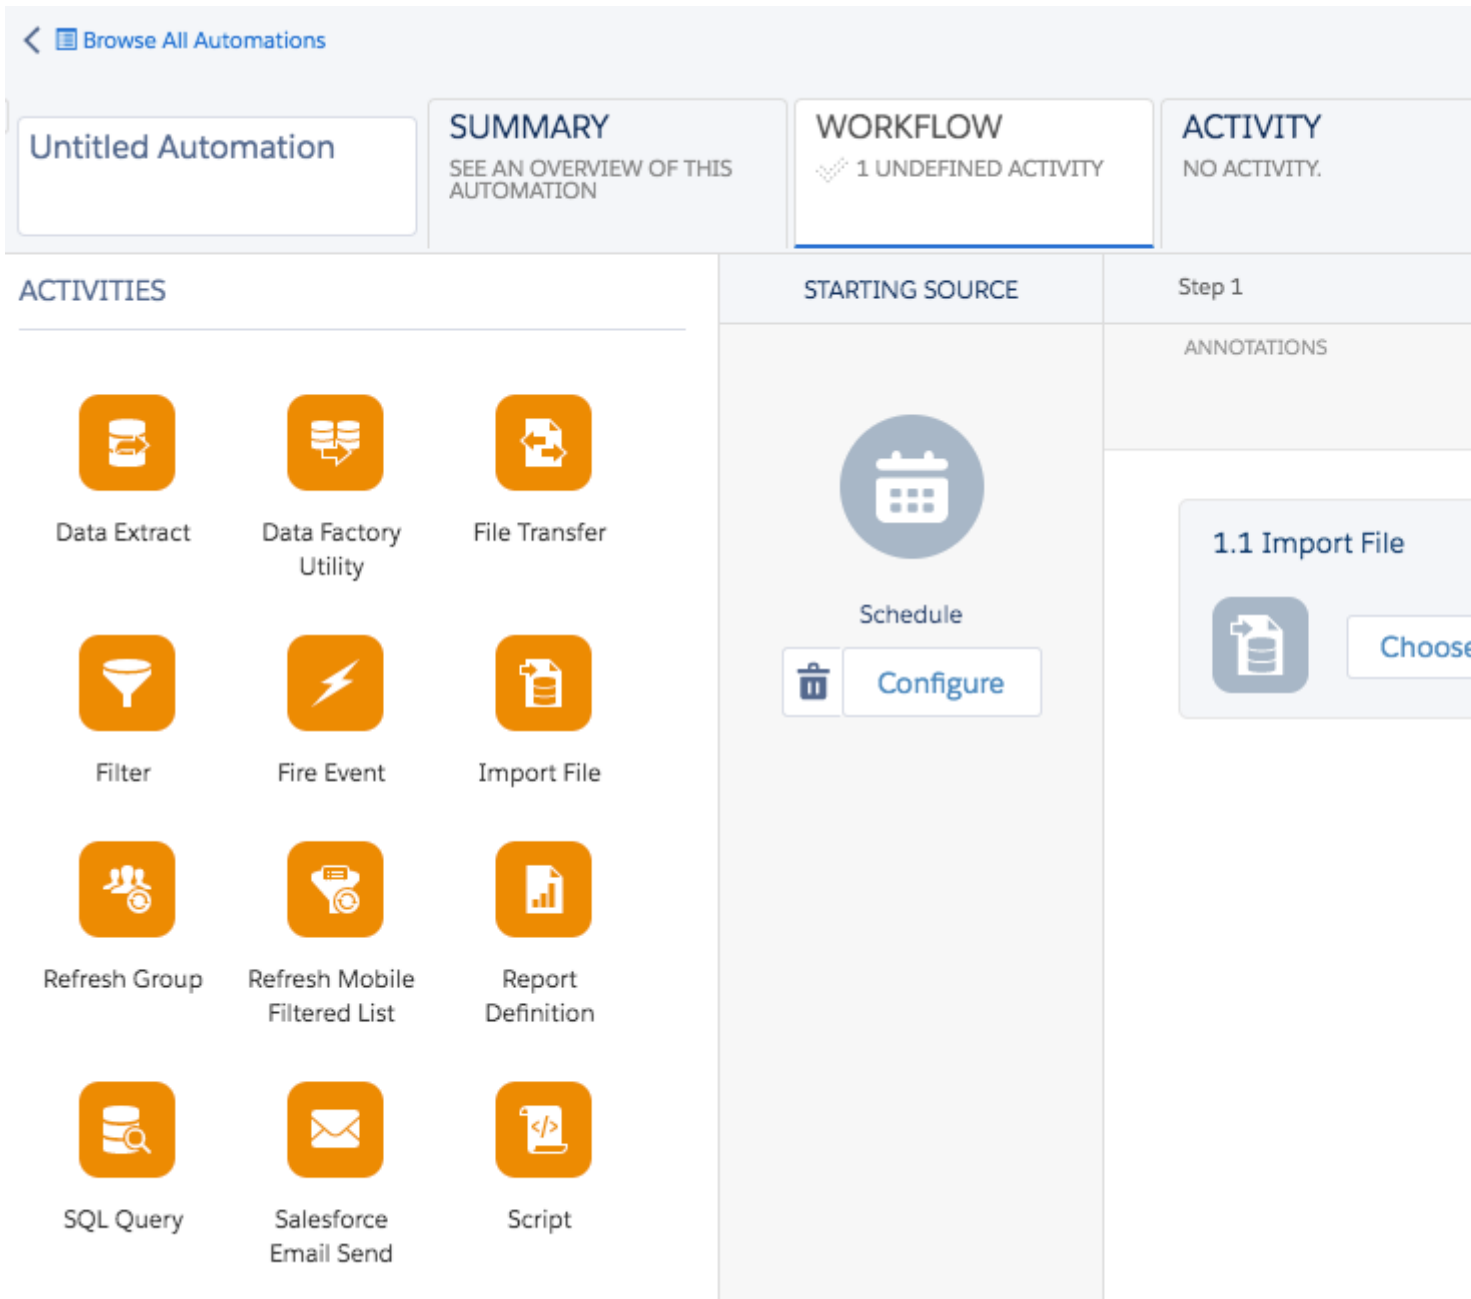 Browse All Automations
Untitled Automation
SUMMARY
SEE AN OVERVIEW OF THIS
AUTOMATION
WORKFLOW
1 UNDEFINED ACTIVITY
ACTIVITY
NO ACTIVITY.
ACTIVITIES
STARTING SOURCE
Step 1
ANNOTATIONS
Data Extract
Data Factory
Utility
File Transfer
Schedule
Configure
1.1 Import File
Choose
Filter
Fire Event
Import File
Refresh Group
Refresh Mobile
Filtered List
Report
Definition
SQL Query
Salesforce
Email Send
</>
Script